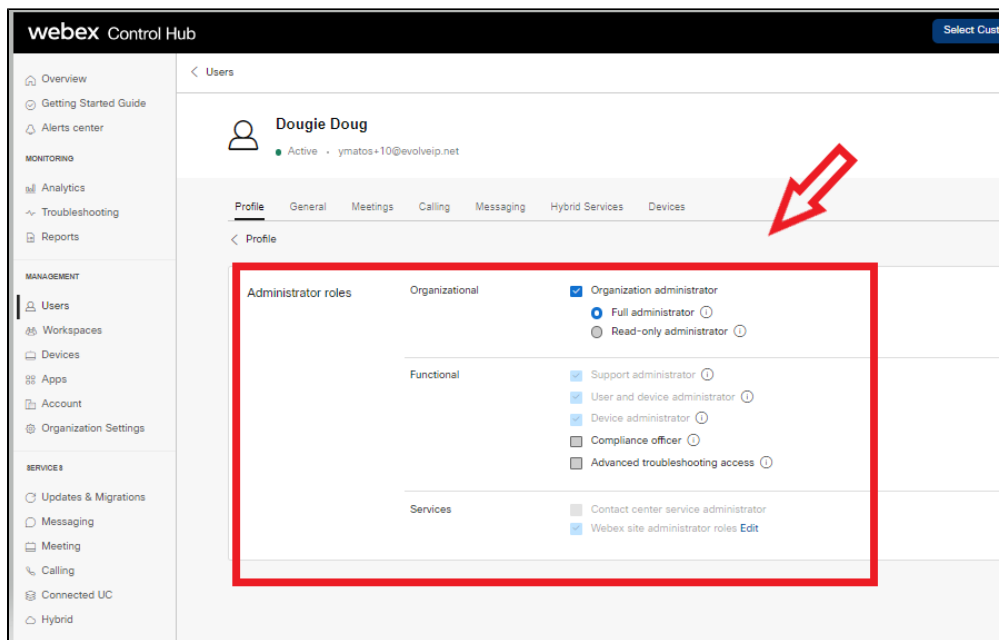 webex Control Hub
Select Cust
Overview
Getting Started Guide
Alerts center
MONITORING
Analytics
Troubleshooting
Reports
MANAGEMENT
Users
Workspaces
Devices
Apps
Account
Organization Settings
SERVICES
Updates & Migrations
Messaging
Meeting
Calling
Connected UC
Hybrid
Users
Dougie Doug
Active • ymatos+10@evolveip.net
Profile General Meetings Calling Messaging Hybrid Services Devices
Profile
Administrator roles
Organizational
Organization administrator
Full administrator
Read-only administrator
Functional
Support administrator
User and device administrator
Device administrator
Compliance officer
Advanced troubleshooting access
Services
Contact center service administrator
Webex site administrator roles Edit